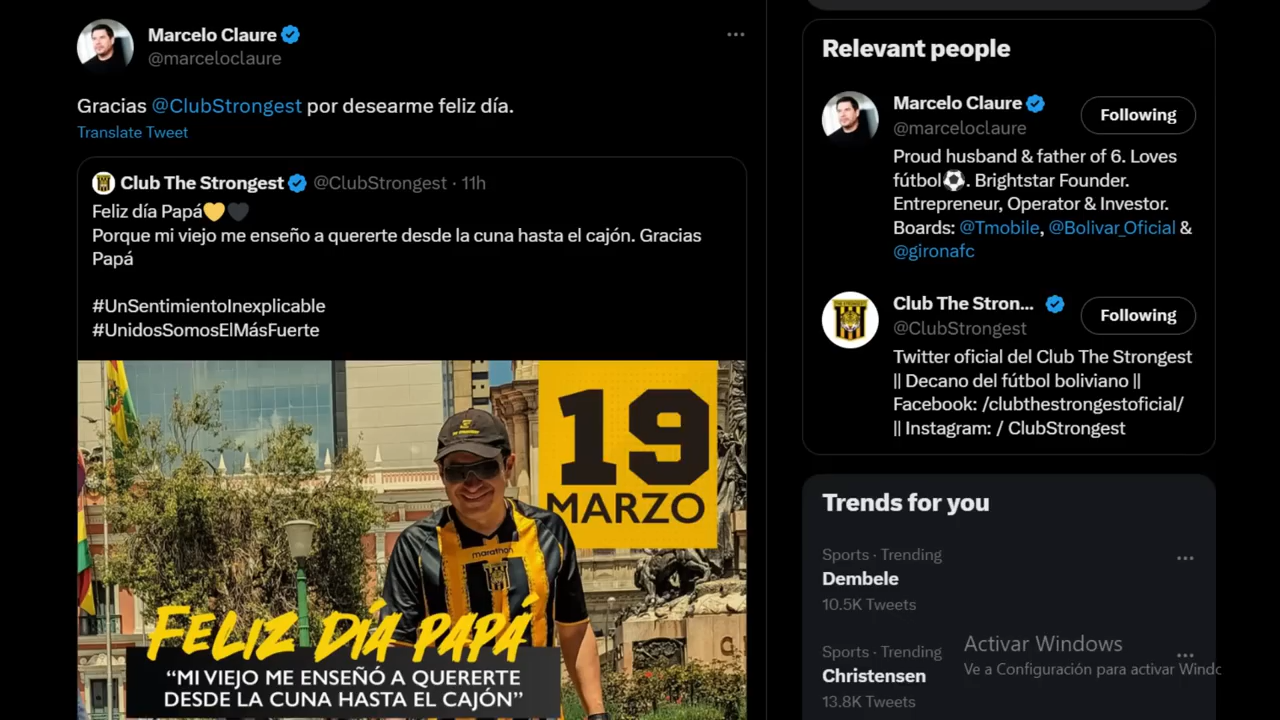 Marcelo Claure
@marceloclaure
Gracias @ClubStrongest por desearme feliz día.
Translate Tweet
Club The Strongest @ClubStrongest · 11h
Feliz día Papá💛🖤
Porque mi viejo me enseño a quererte desde la cuna hasta el cajón. Gracias
Papá
#UnSentimientoInexplicable
#UnidosSomosElMásFuerte
19
MARZO
marathon
FELIZ DÍA PAPÁ
“MI VIEJO ME ENSEÑÓ A QUERERTE
DESDE LA CUNA HASTA EL CAJÓN”
Relevant people
Marcelo Claure
Following
@marceloclaure
Proud husband & father of 6. Loves
fútbol⚽. Brightstar Founder.
Entrepreneur, Operator & Investor.
Boards: @Tmobile, @Bolivar_Oficial &
@gironafc
Club The Stron...
Following
@ClubStrongest
Twitter oficial del Club The Strongest
|| Decano del fútbol boliviano ||
Facebook: /clubthestrongestoficial/
|| Instagram: / ClubStrongest
Trends for you
Sports · Trending
Dembele
10.5K Tweets
Sports · Trending
Christensen
13.8K Tweets
Activar Windows
Ve a Configuración para activar Windo